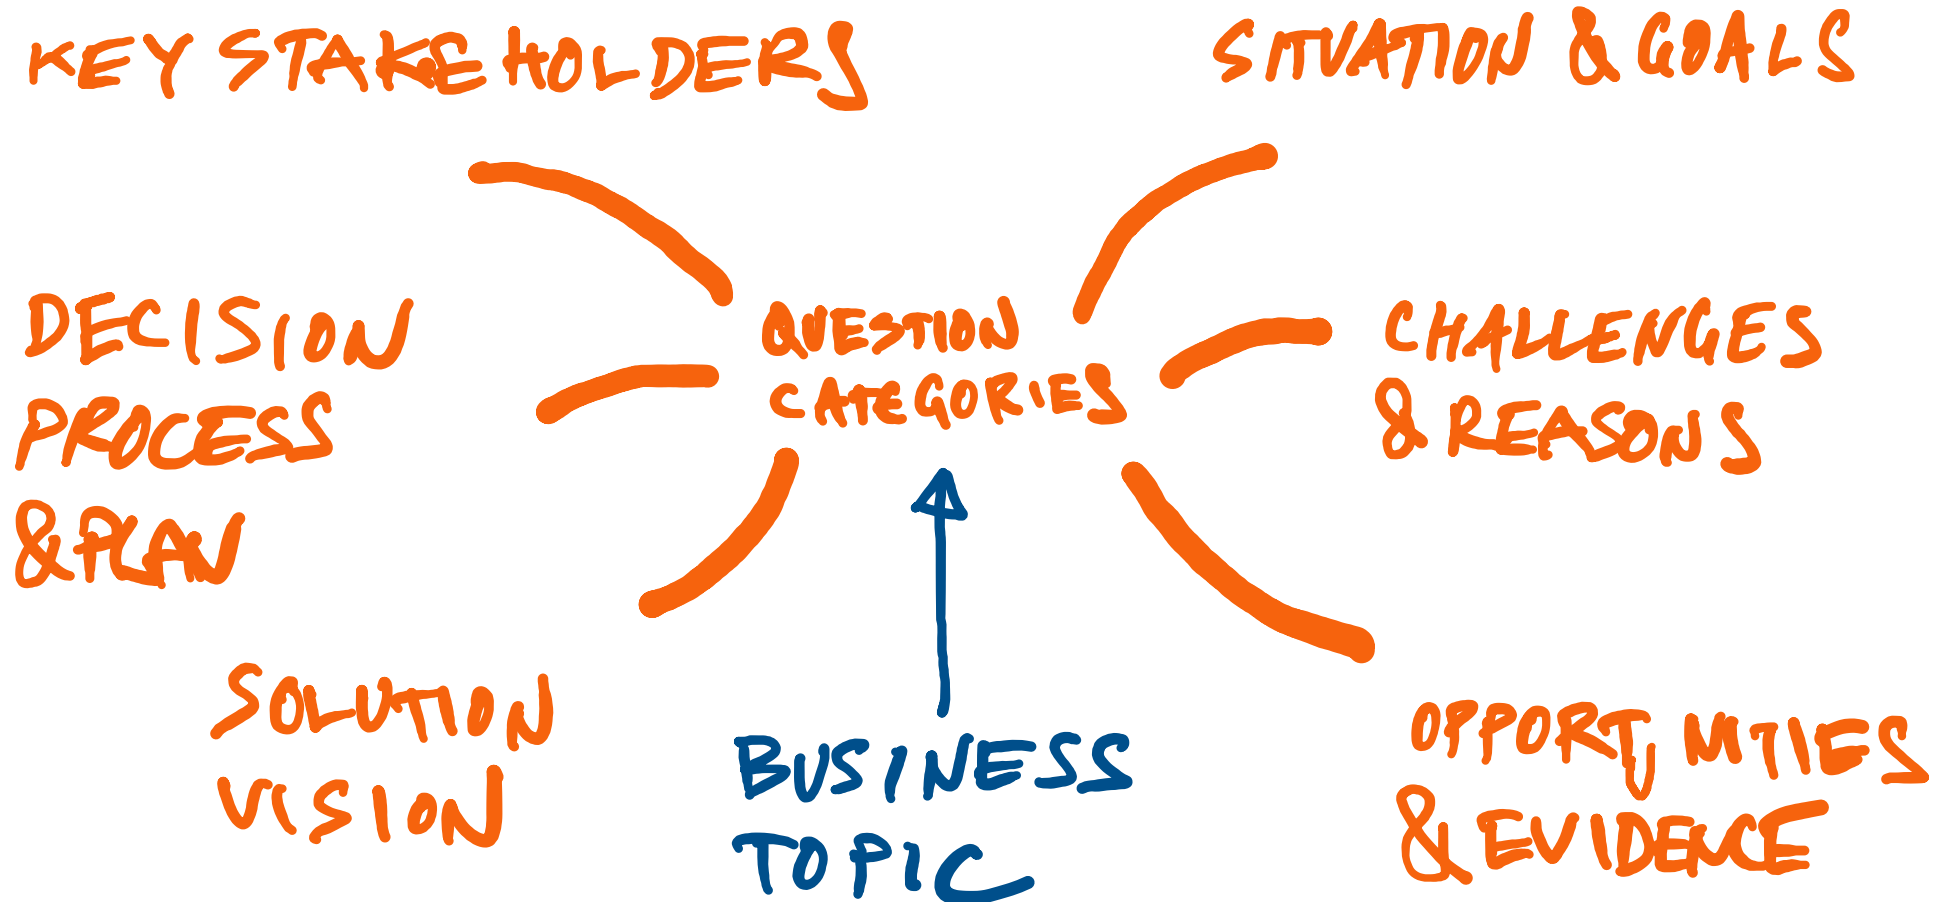 KEY STAKEHOLDERS
SITUATION & GOALS
QUESTION
CATEGORIES
DECISION
PROCESS
& PLAN
CHALLENGES
& REASONS
SOLUTION
VISION
BUSINESS
TOPIC
OPPORTUNITIES
& EVIDENCE